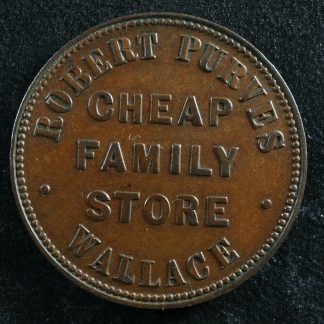 ROBERT PURVES
CHEAP
FAMILY
STORE
WALLACE